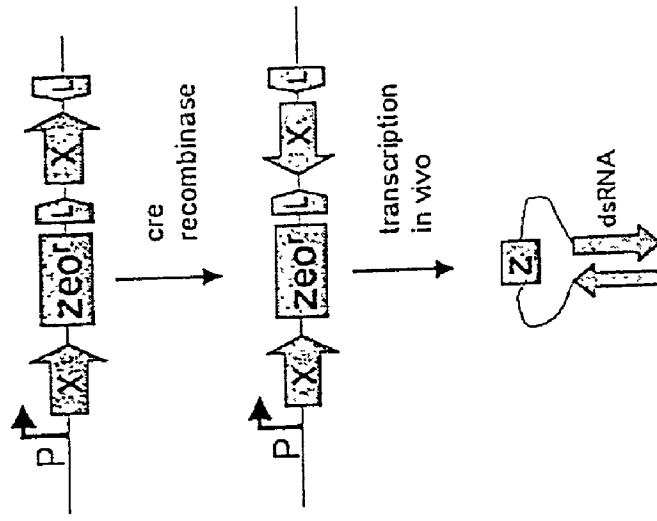 P X zeoʳ L X L
cre
recombinase
P X zeoʳ L X L
transcription
in vivo
Z
dsRNA